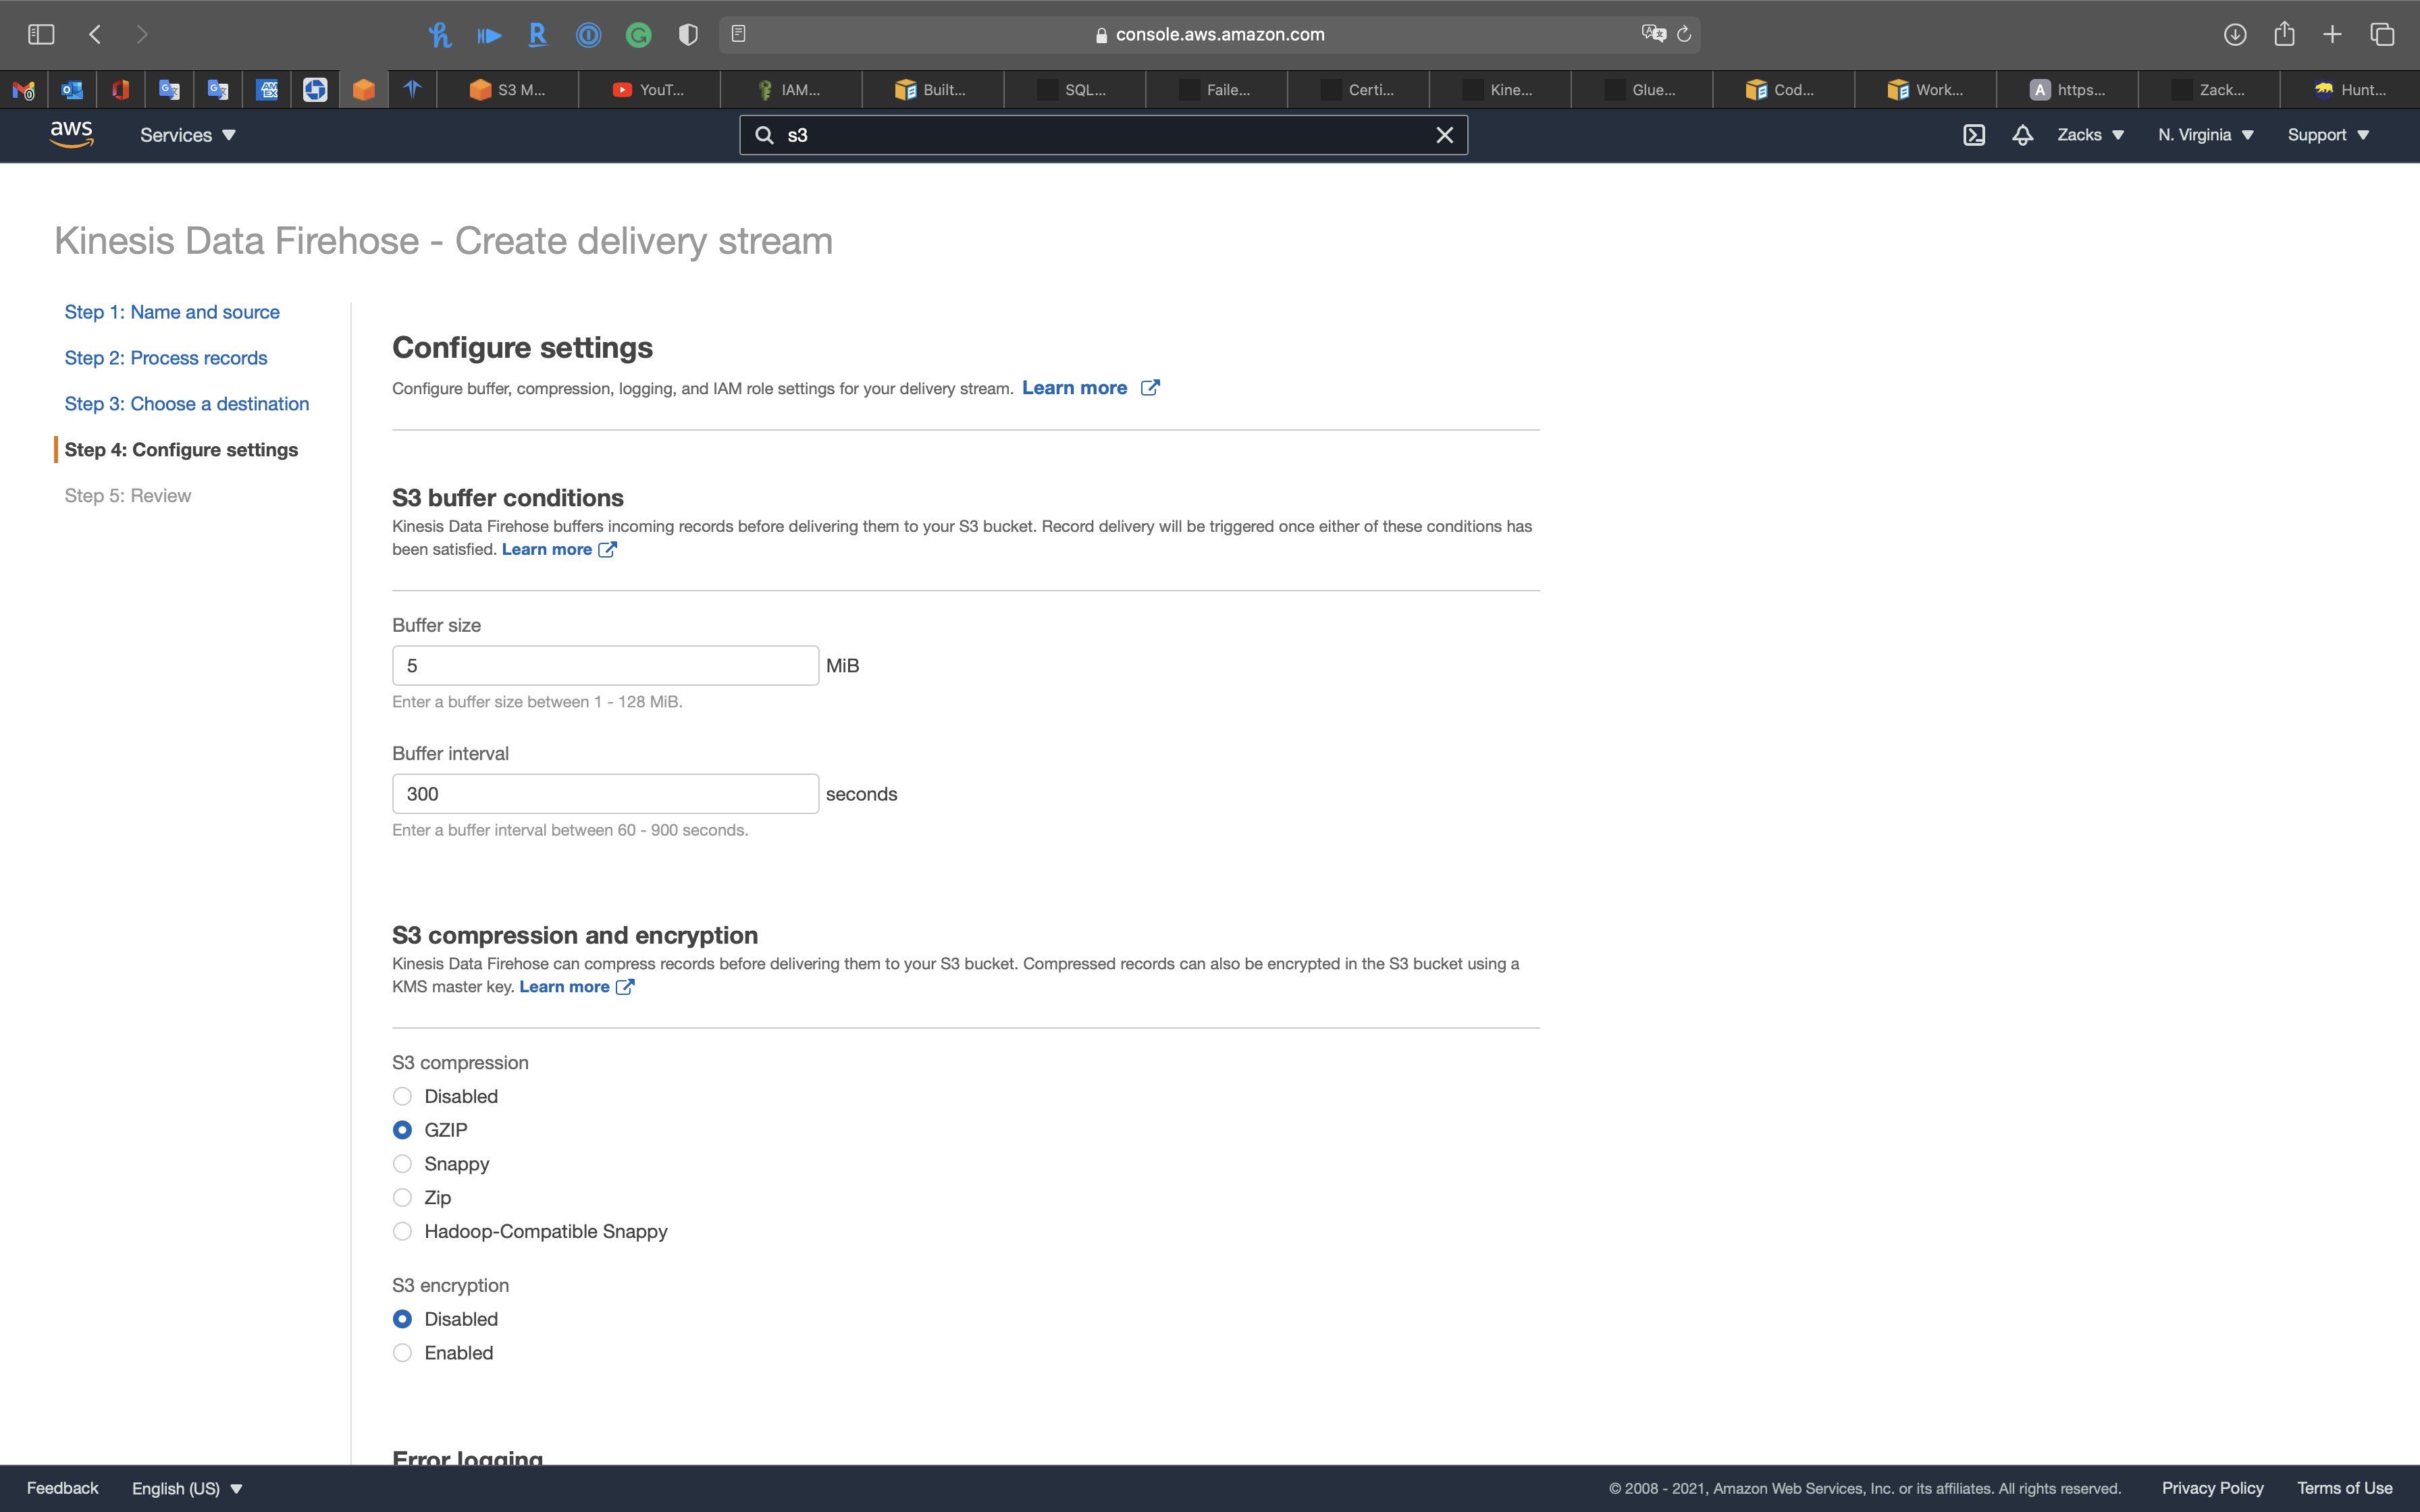 console.aws.amazon.com
S3 M...
YouT...
IAM...
Built...
SQL...
Faile...
Certi...
Kine...
Glue...
Cod...
Work...
A https...
Zack...
Hunt...
aws
Services
s3
Zacks
N. Virginia
Support
Kinesis Data Firehose - Create delivery stream
Step 1: Name and source
Step 2: Process records
Step 3: Choose a destination
Step 4: Configure settings
Step 5: Review
Configure settings
Configure buffer, compression, logging, and IAM role settings for your delivery stream. Learn more
S3 buffer conditions
Kinesis Data Firehose buffers incoming records before delivering them to your S3 bucket. Record delivery will be triggered once either of these conditions has
been satisfied. Learn more
Buffer size
5 MiB
Enter a buffer size between 1 - 128 MiB.
Buffer interval
300 seconds
Enter a buffer interval between 60 - 900 seconds.
S3 compression and encryption
Kinesis Data Firehose can compress records before delivering them to your S3 bucket. Compressed records can also be encrypted in the S3 bucket using a
KMS master key. Learn more
S3 compression
Disabled
GZIP
Snappy
Zip
Hadoop-Compatible Snappy
S3 encryption
Disabled
Enabled
Error logging
Feedback
English (US)
© 2008 - 2021, Amazon Web Services, Inc. or its affiliates. All rights reserved.
Privacy Policy
Terms of Use